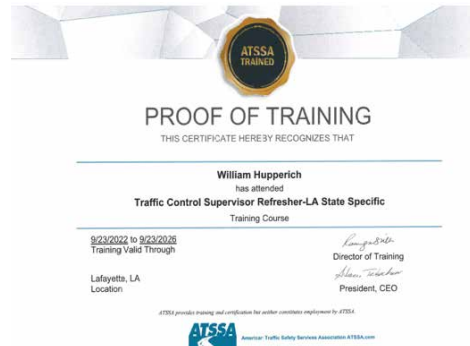 ATSSA
TRAINED
PROOF OF TRAINING
THIS CERTIFICATE HEREBY RECOGNIZES THAT
William Hupperich
has attended
Traffic Control Supervisor Refresher-LA State Specific
Training Course
9/23/2022 to 9/23/2026
Training Valid Through
Director of Training
Lafayette, LA
Location
President, CEO
ATSSA provides training and certification but neither constitutes employment by ATSSA.
ATSSA
American Traffic Safety Services Association ATSSA.com